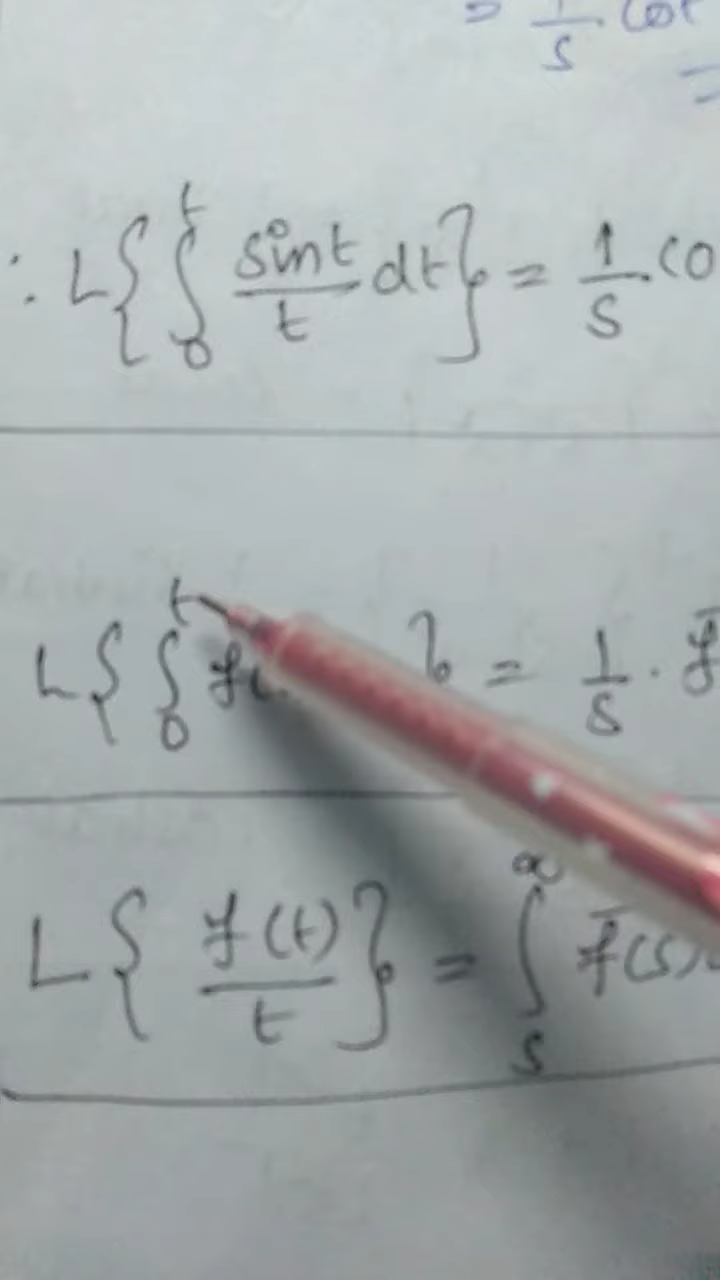 = 1/s cot
=
∴ L{∫₀ᵗ sint/t dt} = 1/s . co
L{∫₀ᵗ f( } = 1/s . f̄
L{f(t)/t} = ∫ₛ^∞ f̄(s)